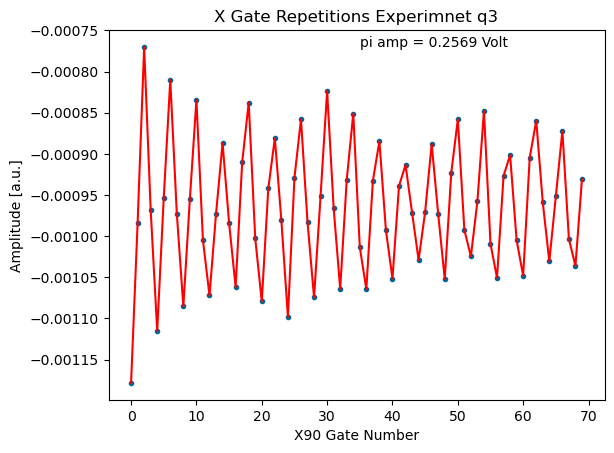 X Gate Repetitions Experimnet q3
pi amp = 0.2569 Volt
−0.00075
−0.00080
−0.00085
−0.00090
−0.00095
−0.00100
−0.00105
−0.00110
−0.00115
Amplitude [a.u.]
0 10 20 30 40 50 60 70
X90 Gate Number